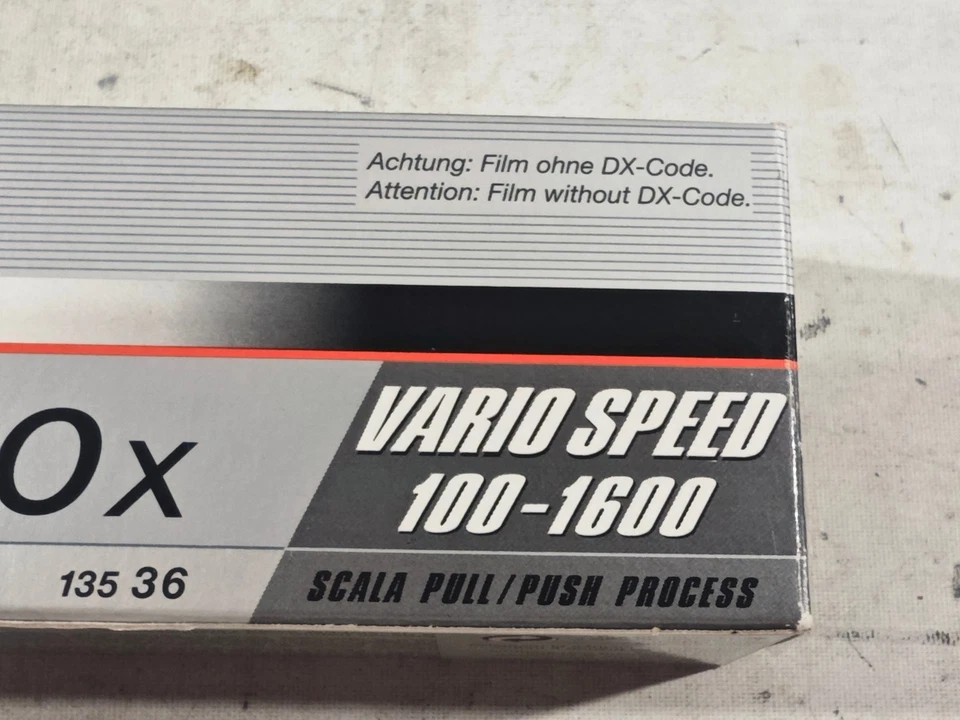 Achtung: Film ohne DX-Code.
Attention: Film without DX-Code.
0x
VARIO SPEED
100-1600
135 36
SCALA PULL/PUSH PROCESS